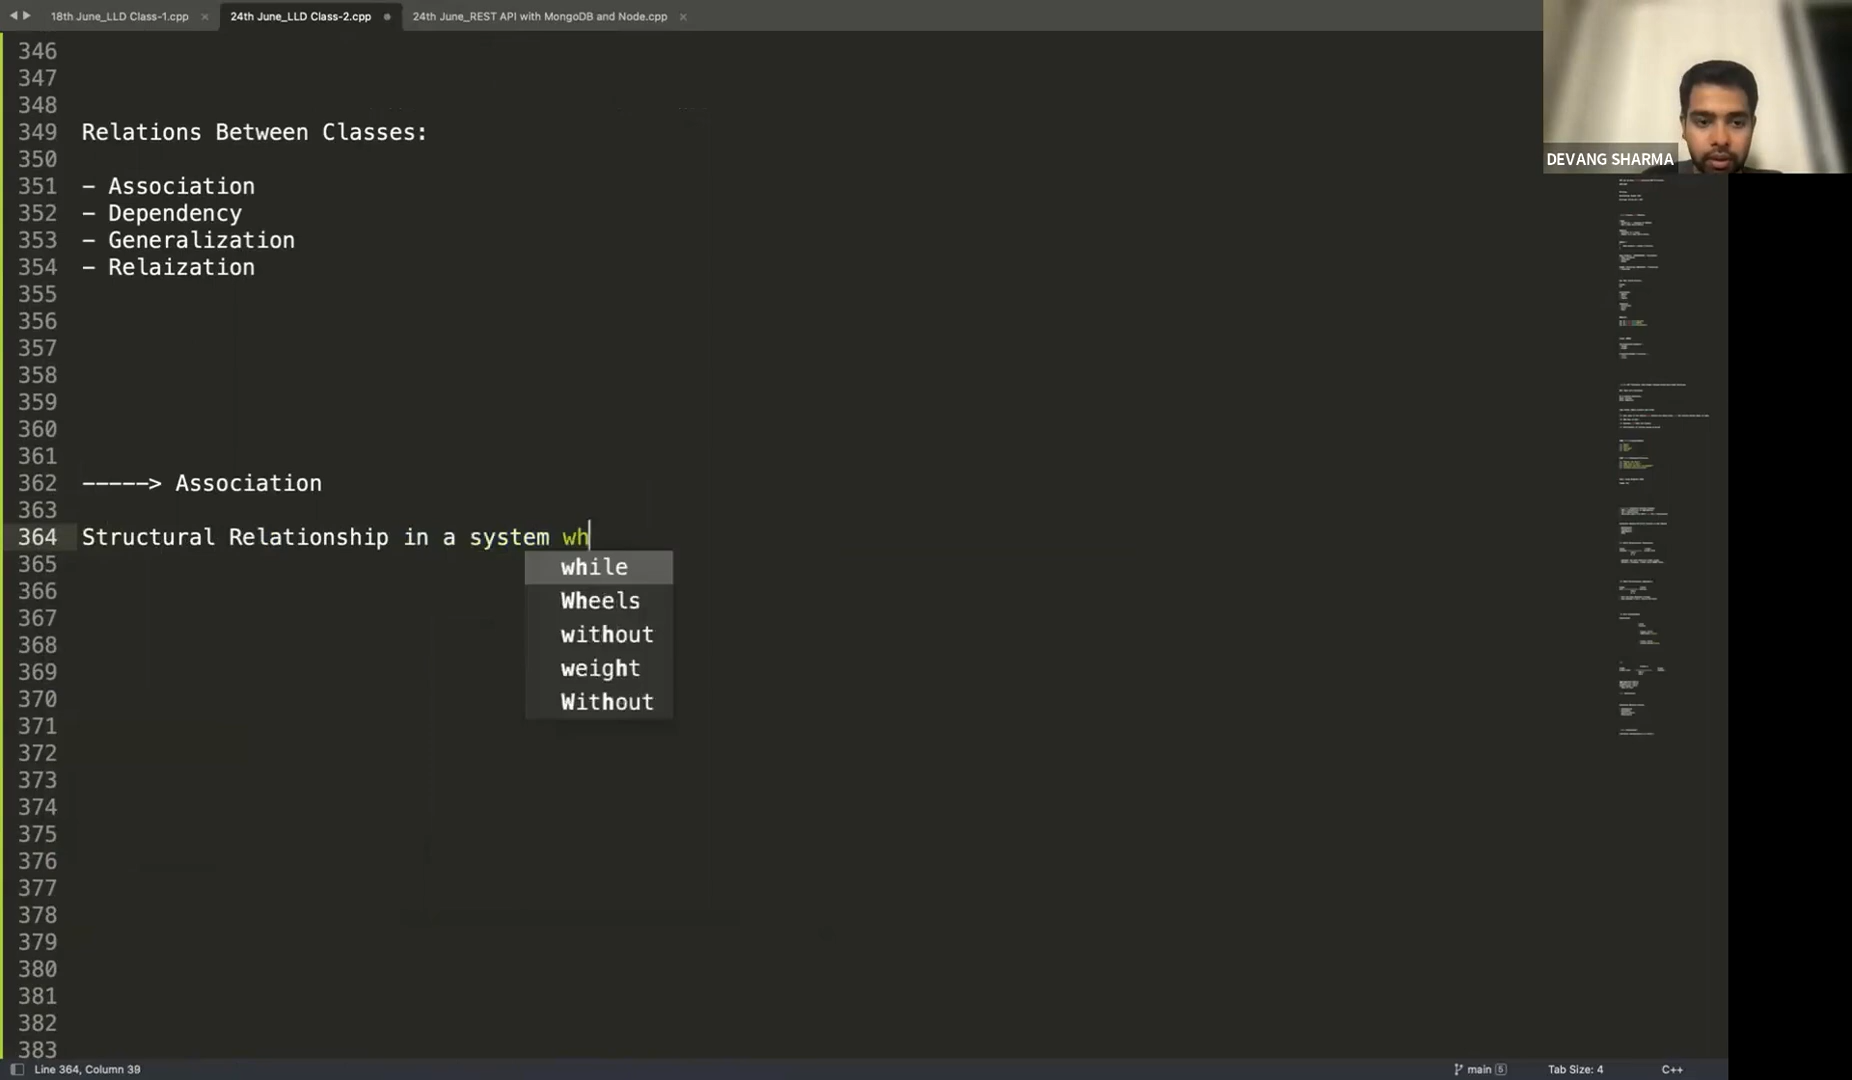 18th June_LLD Class-1.cpp
24th June_LLD Class-2.cpp
24th June_REST API with MongoDB and Node.cpp
DEVANG SHARMA
346
347
348
349 Relations Between Classes:
350
351 - Association
352 - Dependency
353 - Generalization
354 - Relaization
355
356
357
358
359
360
361
362 -----> Association
363
364 Structural Relationship in a system wh
365 while
366 Wheels
367 without
368 weight
369 Without
370
371
372
373
374
375
376
377
378
379
380
381
382
383
Line 364, Column 39
main 5
Tab Size: 4
C++